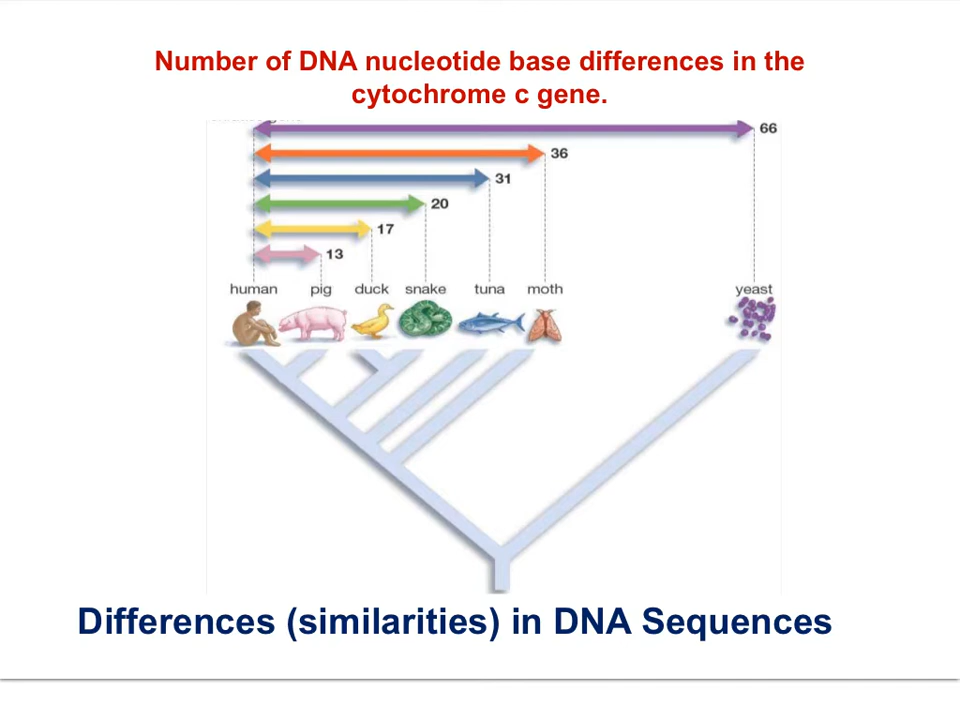 Number of DNA nucleotide base differences in the
cytochrome c gene.
66
36
31
20
17
13
human pig duck snake tuna moth yeast
Differences (similarities) in DNA Sequences